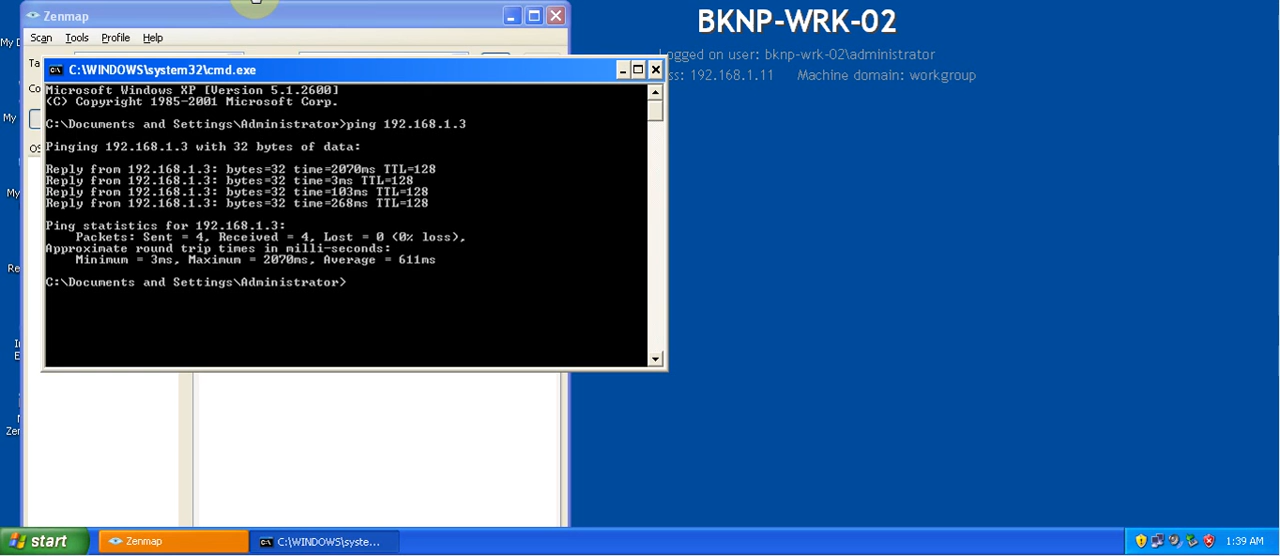 Zenmap
BKNP-WRK-02
Scan Tools Profile Help
Logged on user: bknp-wrk-02\administrator
192.168.1.11 Machine domain: workgroup
C:\WINDOWS\system32\cmd.exe
Microsoft Windows XP [Version 5.1.2600]
(C) Copyright 1985-2001 Microsoft Corp.
C:\Documents and Settings\Administrator>ping 192.168.1.3
Pinging 192.168.1.3 with 32 bytes of data:
Reply from 192.168.1.3: bytes=32 time=2070ms TTL=128
Reply from 192.168.1.3: bytes=32 time=3ms TTL=128
Reply from 192.168.1.3: bytes=32 time=103ms TTL=128
Reply from 192.168.1.3: bytes=32 time=268ms TTL=128
Ping statistics for 192.168.1.3:
Packets: Sent = 4, Received = 4, Lost = 0 (0% loss),
Approximate round trip times in milli-seconds:
Minimum = 3ms, Maximum = 2070ms, Average = 611ms
C:\Documents and Settings\Administrator>
start
Zenmap
C:\WINDOWS\syste...
1:39 AM